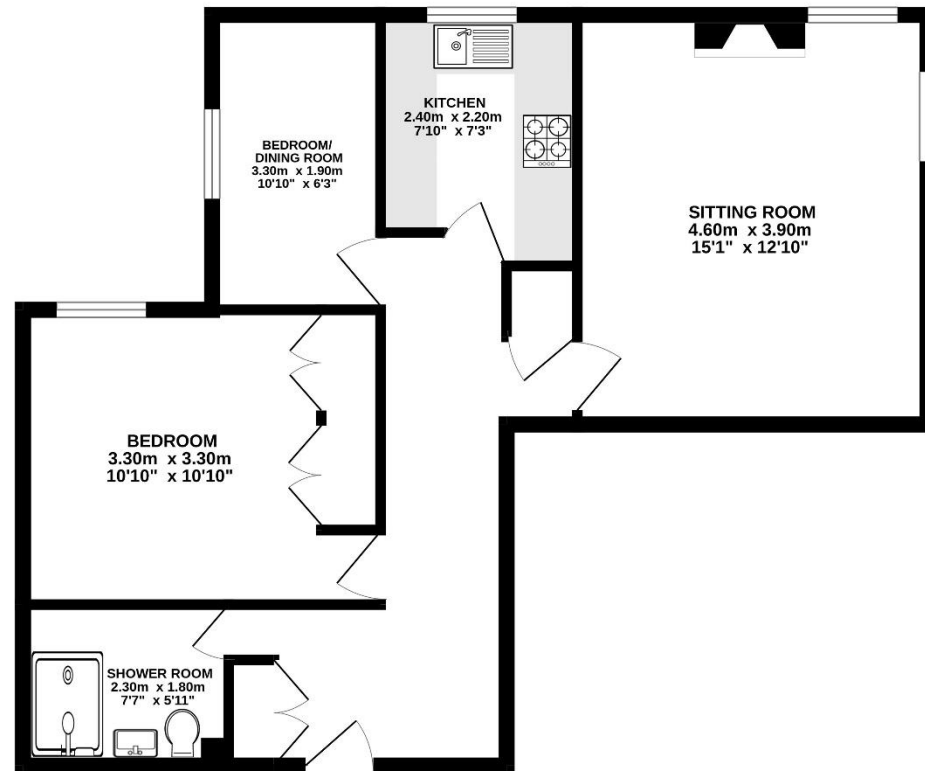 KITCHEN
2.40m x 2.20m
7'10" x 7'3"
BEDROOM/
DINING ROOM
3.30m x 1.90m
10'10" x 6'3"
SITTING ROOM
4.60m x 3.90m
15'1" x 12'10"
BEDROOM
3.30m x 3.30m
10'10" x 10'10"
SHOWER ROOM
2.30m x 1.80m
7'7" x 5'11"